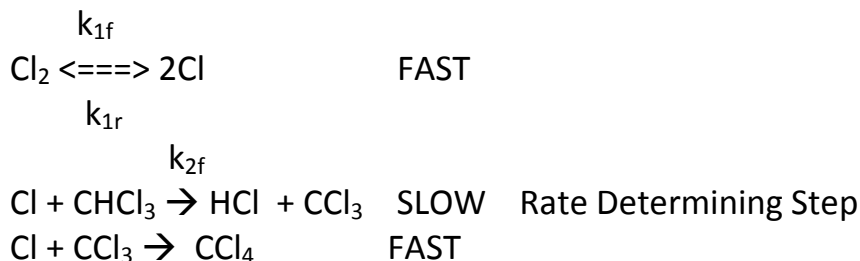 k₁f
Cl₂ <===> 2Cl FAST
k₁r
k₂f
Cl + CHCl₃ → HCl + CCl₃ SLOW Rate Determining Step
Cl + CCl₃ → CCl₄ FAST